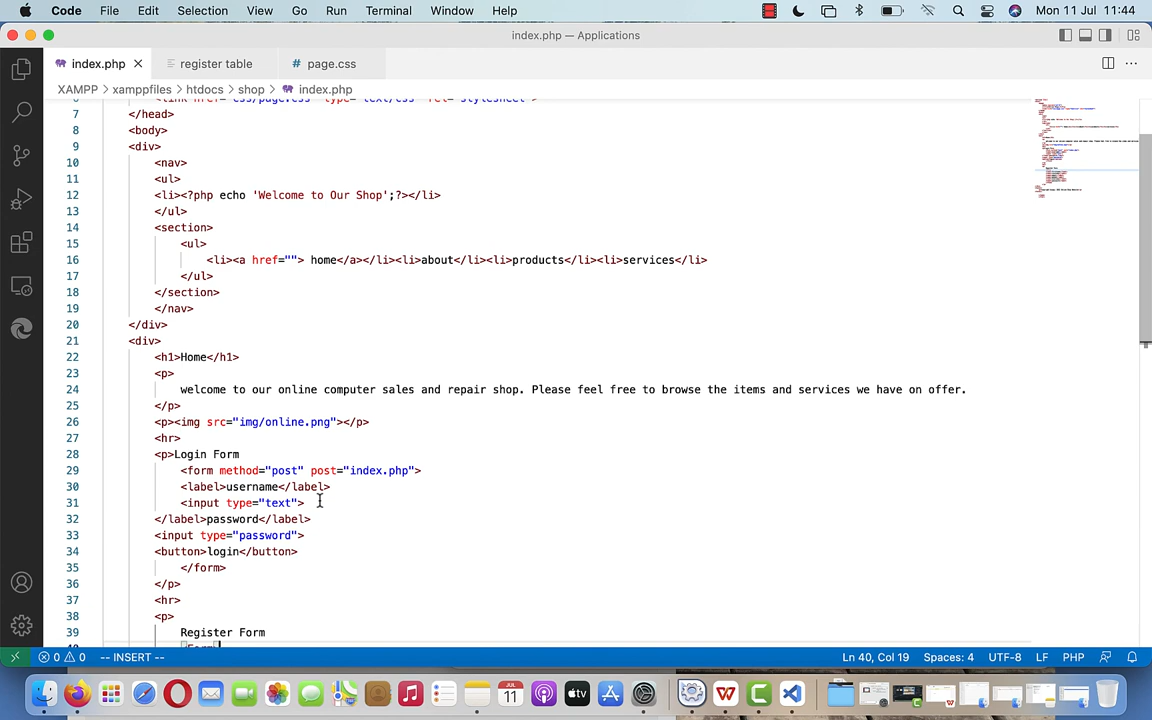 Code File Edit Selection View Go Run Terminal Window Help Mon 11 Jul 11:44
index.php — Applications
index.php register table page.css
XAMPP > xamppfiles > htdocs > shop > index.php
7 </head>
8 <body>
9 <div>
10 <nav>
11 <ul>
12 <li><?php echo 'Welcome to Our Shop';?></li>
13 </ul>
14 <section>
15 <ul>
16 <li><a href=""> home</a></li><li>about</li><li>products</li><li>services</li>
17 </ul>
18 </section>
19 </nav>
20 </div>
21 <div>
22 <h1>Home</h1>
23 <p>
24 welcome to our online computer sales and repair shop. Please feel free to browse the items and services we have on offer.
25 </p>
26 <p><img src="img/online.png"></p>
27 <hr>
28 <p>Login Form
29 <form method="post" post="index.php">
30 <label>username</label>
31 <input type="text">
32 </label>password</label>
33 <input type="password">
34 <button>login</button>
35 </form>
36 </p>
37 <hr>
38 <p>
39 Register Form
0 0 -- INSERT -- Ln 40, Col 19 Spaces: 4 UTF-8 LF PHP
JUL
11
tv